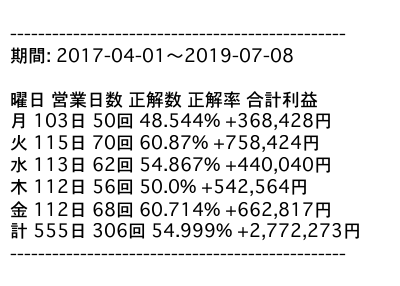 ------------------------------------------------
期間: 2017-04-01～2019-07-08
曜日 営業日数 正解数 正解率 合計利益
月 103日 50回 48.544% +368,428円
火 115日 70回 60.87% +758,424円
水 113日 62回 54.867% +440,040円
木 112日 56回 50.0% +542,564円
金 112日 68回 60.714% +662,817円
計 555日 306回 54.999% +2,772,273円
------------------------------------------------